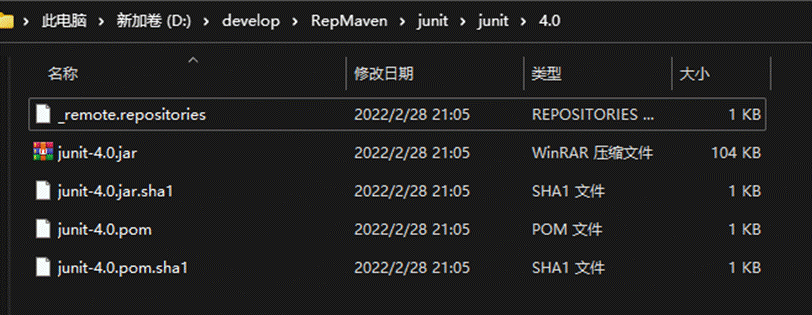 此电脑 > 新加卷 (D:) > develop > RepMaven > junit > junit > 4.0
名称 修改日期 类型 大小
_remote.repositories 2022/2/28 21:05 REPOSITORIES ... 1 KB
junit-4.0.jar 2022/2/28 21:05 WinRAR 压缩文件 104 KB
junit-4.0.jar.sha1 2022/2/28 21:05 SHA1 文件 1 KB
junit-4.0.pom 2022/2/28 21:05 POM 文件 1 KB
junit-4.0.pom.sha1 2022/2/28 21:05 SHA1 文件 1 KB